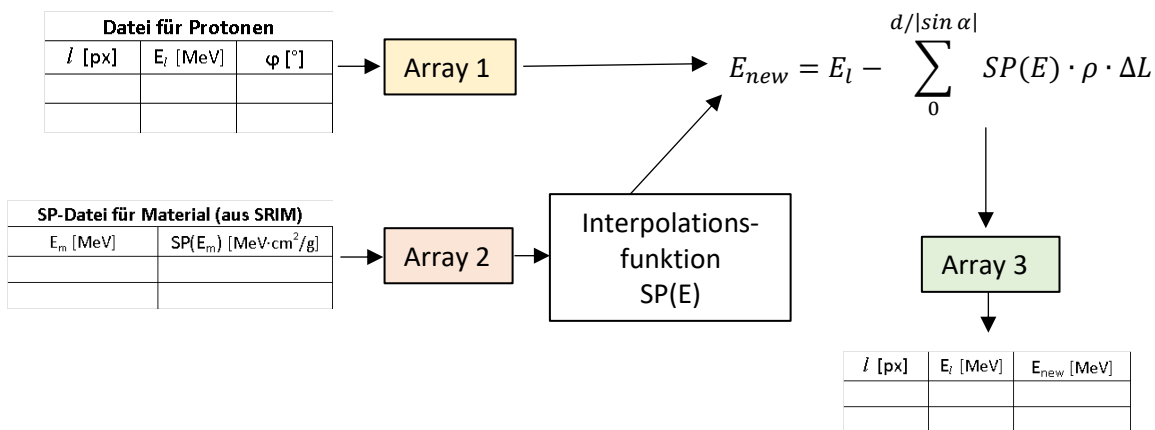 Datei für Protonen
l [px] E_l [MeV] φ [°]
Array 1
d/|sin α|
E_new = E_l − ∑ SP(E) · ρ · ΔL
0
SP-Datei für Material (aus SRIM)
E_m [MeV] SP(E_m) [MeV·cm²/g]
Array 2
Interpolations-
funktion
SP(E)
Array 3
l [px] E_l [MeV] E_new [MeV]